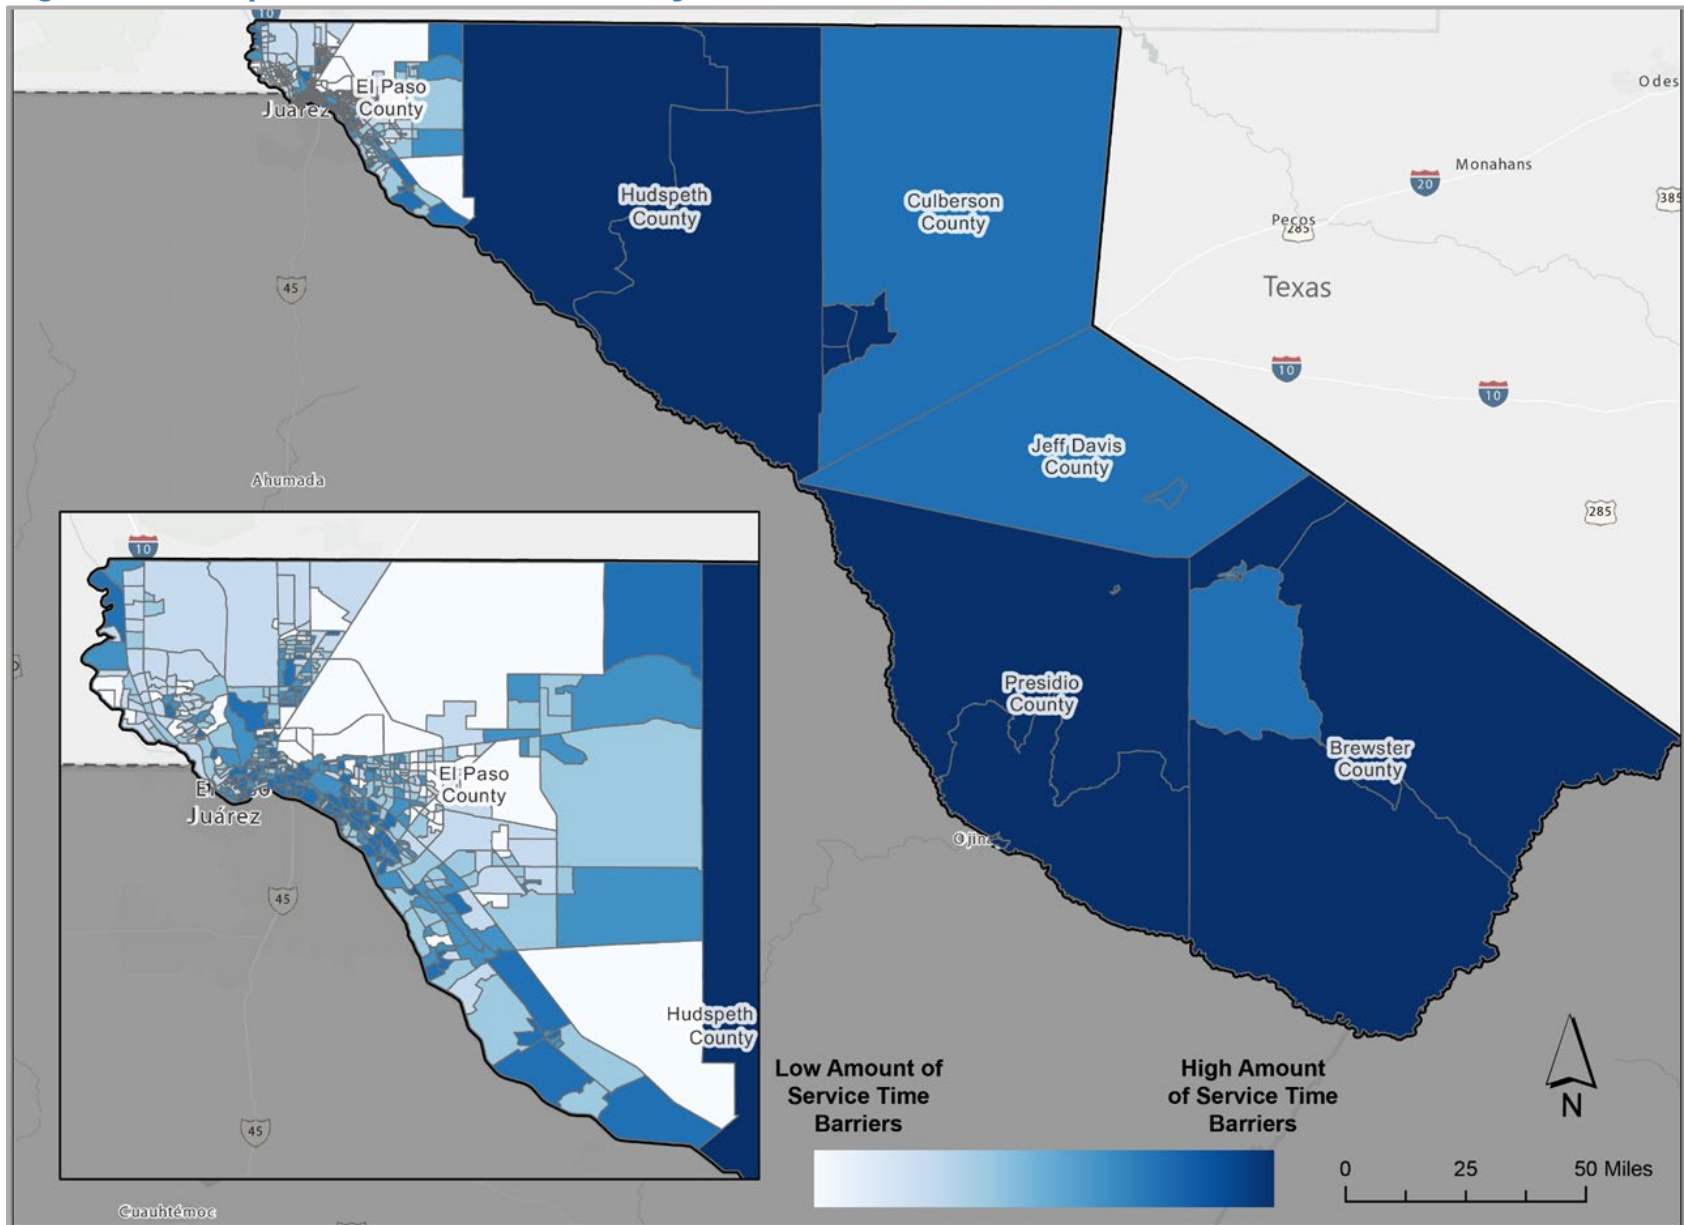 10
El Paso
County
Juárez
Odes
Monahans
20
385
Hudspeth
County
Culberson
County
Pecos
285
Texas
45
10
10
Jeff Davis
County
Ahumada
285
10
Presidio
County
Brewster
County
El Paso
County
Juárez
Ojina
45
Hudspeth
County
Low Amount of
Service Time
Barriers
High Amount
of Service Time
Barriers
N
45
0 25 50 Miles
Cuauhtémoc